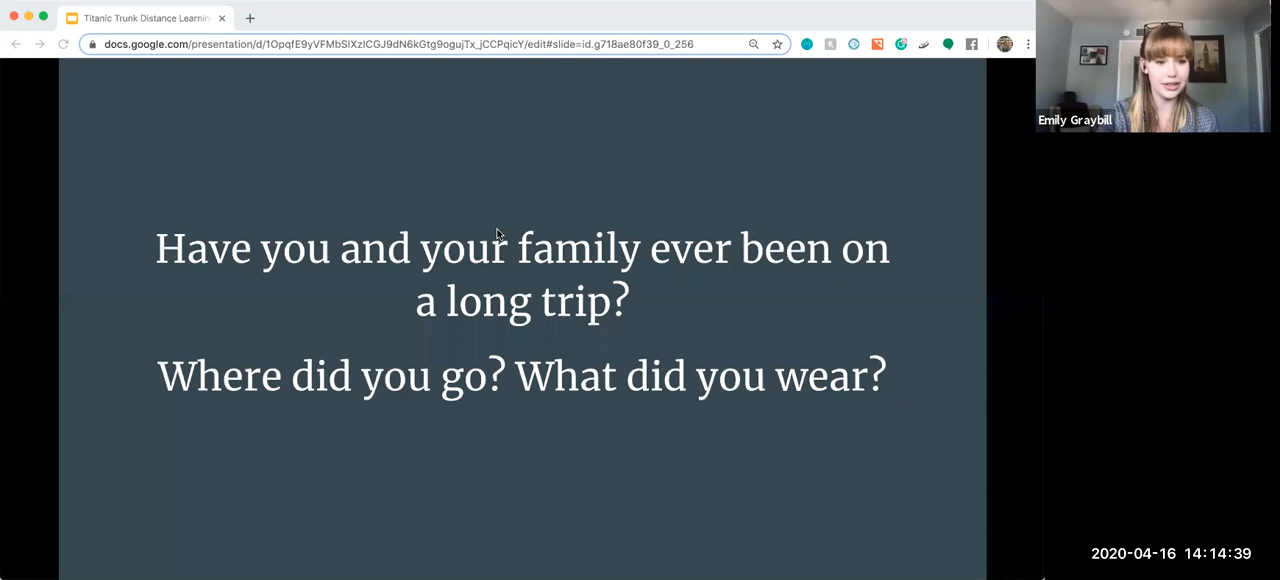 Titanic Trunk Distance Learnin
docs.google.com/presentation/d/1OpqfE9yVFMbSlXzlCGJ9dN6kGtg9ogujTx_jCCPqicY/edit#slide=id.g718ae80f39_0_256
Emily Graybill
Have you and your family ever been on
a long trip?
Where did you go? What did you wear?
2020-04-16 14:14:39